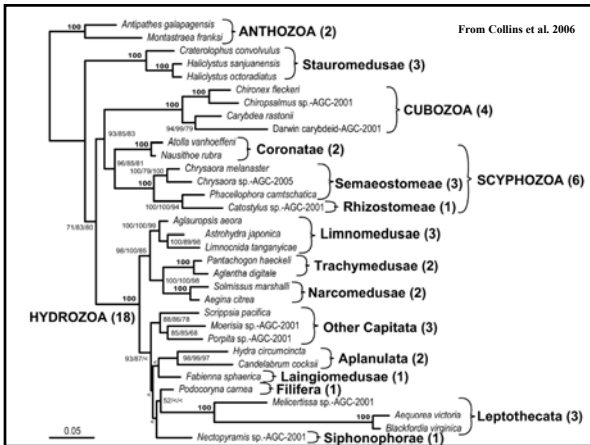 From Collins et al. 2006
Antipathes galapagensis
Montastraea franksi
100
100
ANTHOZOA (2)
Craterolophus convolvulus
Haliclystus sanjuanensis
Haliclystus octoradiatus
100
100
Stauromedusae (3)
Chironex fleckeri
Chiropsalmus sp.-AGC-2001
Carybdea rastonii
Darwin carybdeid-AGC-2001
100
100
94/99/79
CUBOZOA (4)
93/85/83
Atolla vanhoeffeni
Nausithoe rubra
100
Coronatae (2)
96/85/81
Chrysaora melanaster
Chrysaora sp.-AGC-2005
Phacellophora camtschatica
100/79/100
Semaeostomeae (3)
SCYPHOZOA (6)
Catostylus sp.-AGC-2001
100/100/94
Rhizostomeae (1)
71/83/80
Aglauropsis aeora
Astrohydra japonica
Limnocnida tanganyicae
100/100/99
100/89/98
Limnomedusae (3)
98/100/85
Pantachogon haeckeli
Aglantha digitale
100
Trachymedusae (2)
100/100/98
Solmissus marshalli
Aegina citrea
100
Narcomedusae (2)
100
HYDROZOA (18)
Scrippsia pacifica
Moerisia sp.-AGC-2001
Porpita sp.-AGC-2001
88/86/78
85/85/68
Other Capitata (3)
93/87/<
Hydra circumcincta
Candelabrum cocksii
98/99/97
Aplanulata (2)
Fabienna sphaerica
Laingiomedusae (1)
Podocoryna carnea
Filifera (1)
52/</<
Melicertissa sp.-AGC-2001
Aequorea victoria
Blackfordia virginica
100
100
Leptothecata (3)
Nectopyramis sp.-AGC-2001
Siphonophorae (1)
0.05